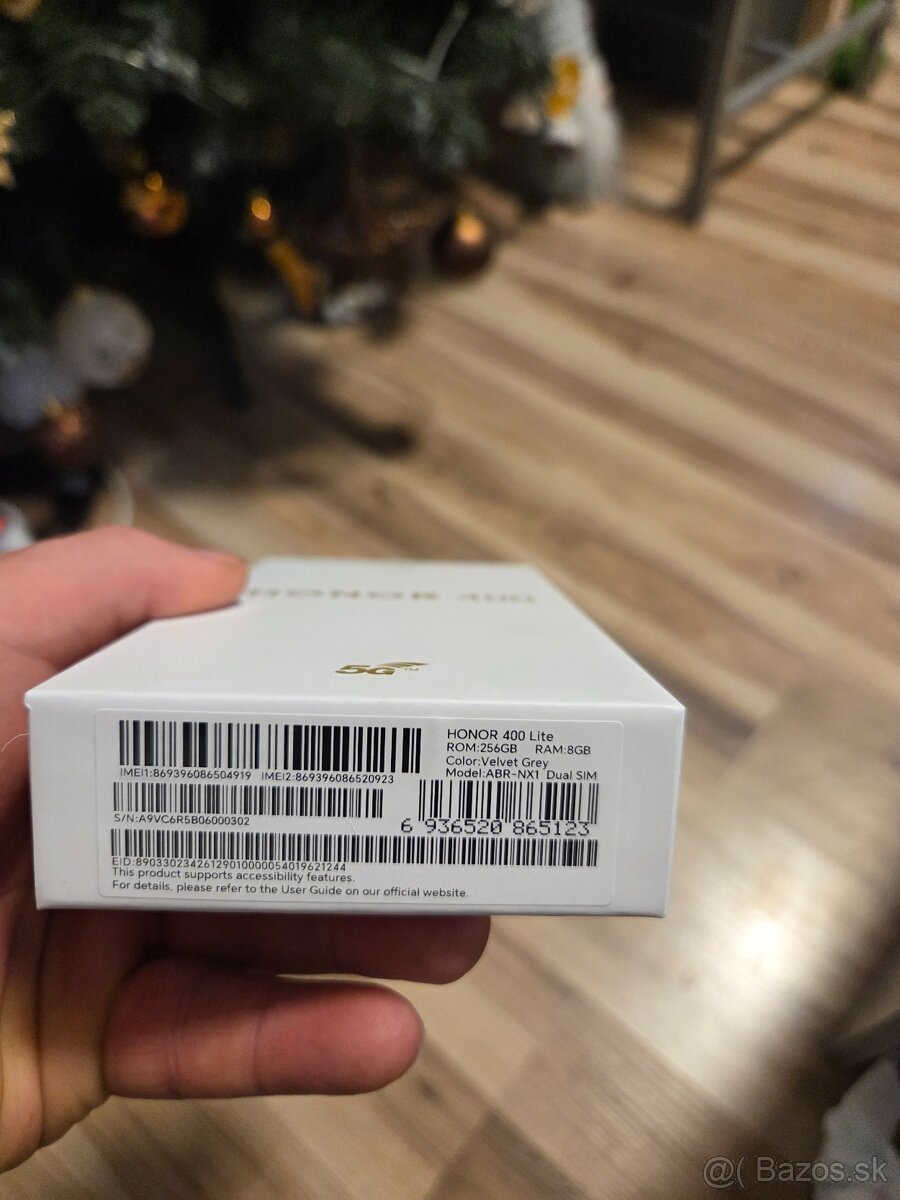 HONOR 400
5G™
HONOR 400 Lite
ROM:256GB RAM:8GB
Color:Velvet Grey
Model:ABR-NX1 Dual SIM
IMEI1:869396086504919 IMEI2:869396086520923
S/N:A9VC6R5B06000302
6 936520 865123
EID:89033023426129010000054019621244
This product supports accessibility features.
For details, please refer to the User Guide on our official website.
@( Bazos.sk